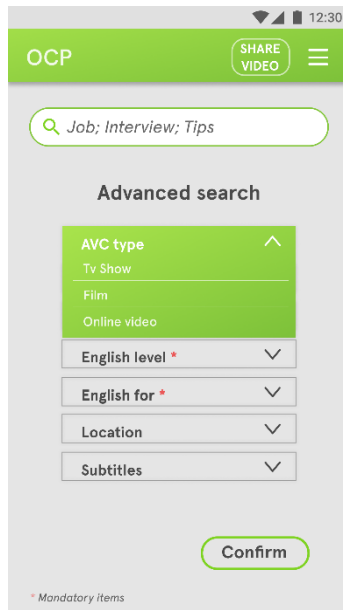 12:30
OCP
SHARE
VIDEO
Job; Interview; Tips
Advanced search
AVC type
Tv Show
Film
Online video
English level *
English for *
Location
Subtitles
Confirm
* Mandatory items